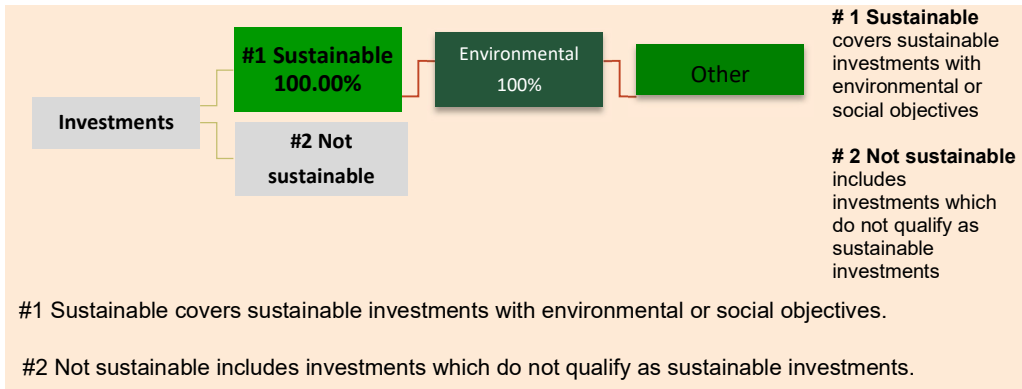 Investments
#1 Sustainable
100.00%
#2 Not
sustainable
Environmental
100%
Other
# 1 Sustainable
covers sustainable
investments with
environmental or
social objectives
# 2 Not sustainable
includes
investments which
do not qualify as
sustainable
investments
#1 Sustainable covers sustainable investments with environmental or social objectives.
#2 Not sustainable includes investments which do not qualify as sustainable investments.